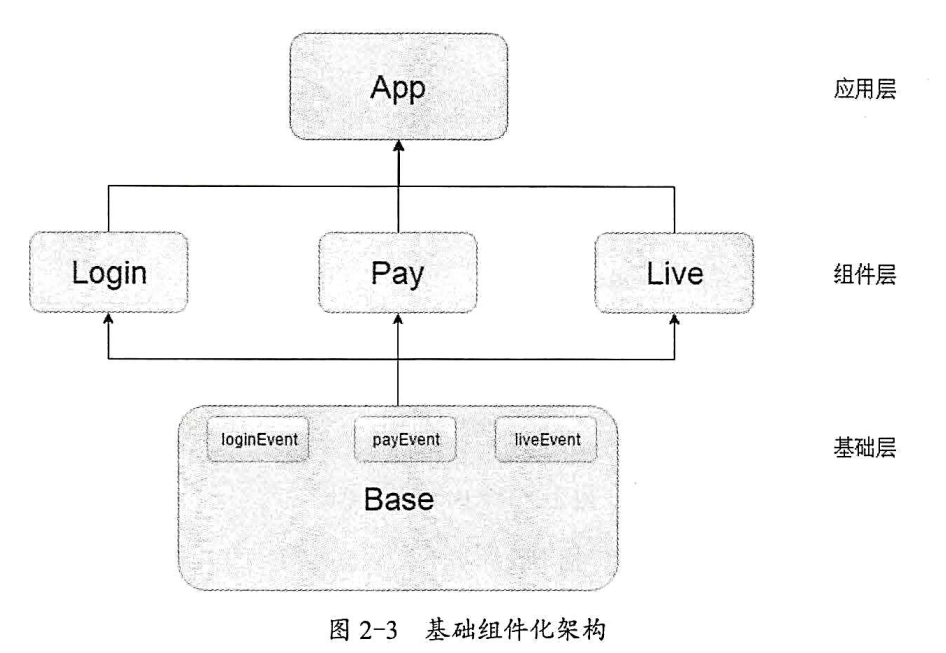 App
应用层
Login
Pay
Live
组件层
loginEvent
payEvent
liveEvent
Base
基础层
图 2-3 基础组件化架构